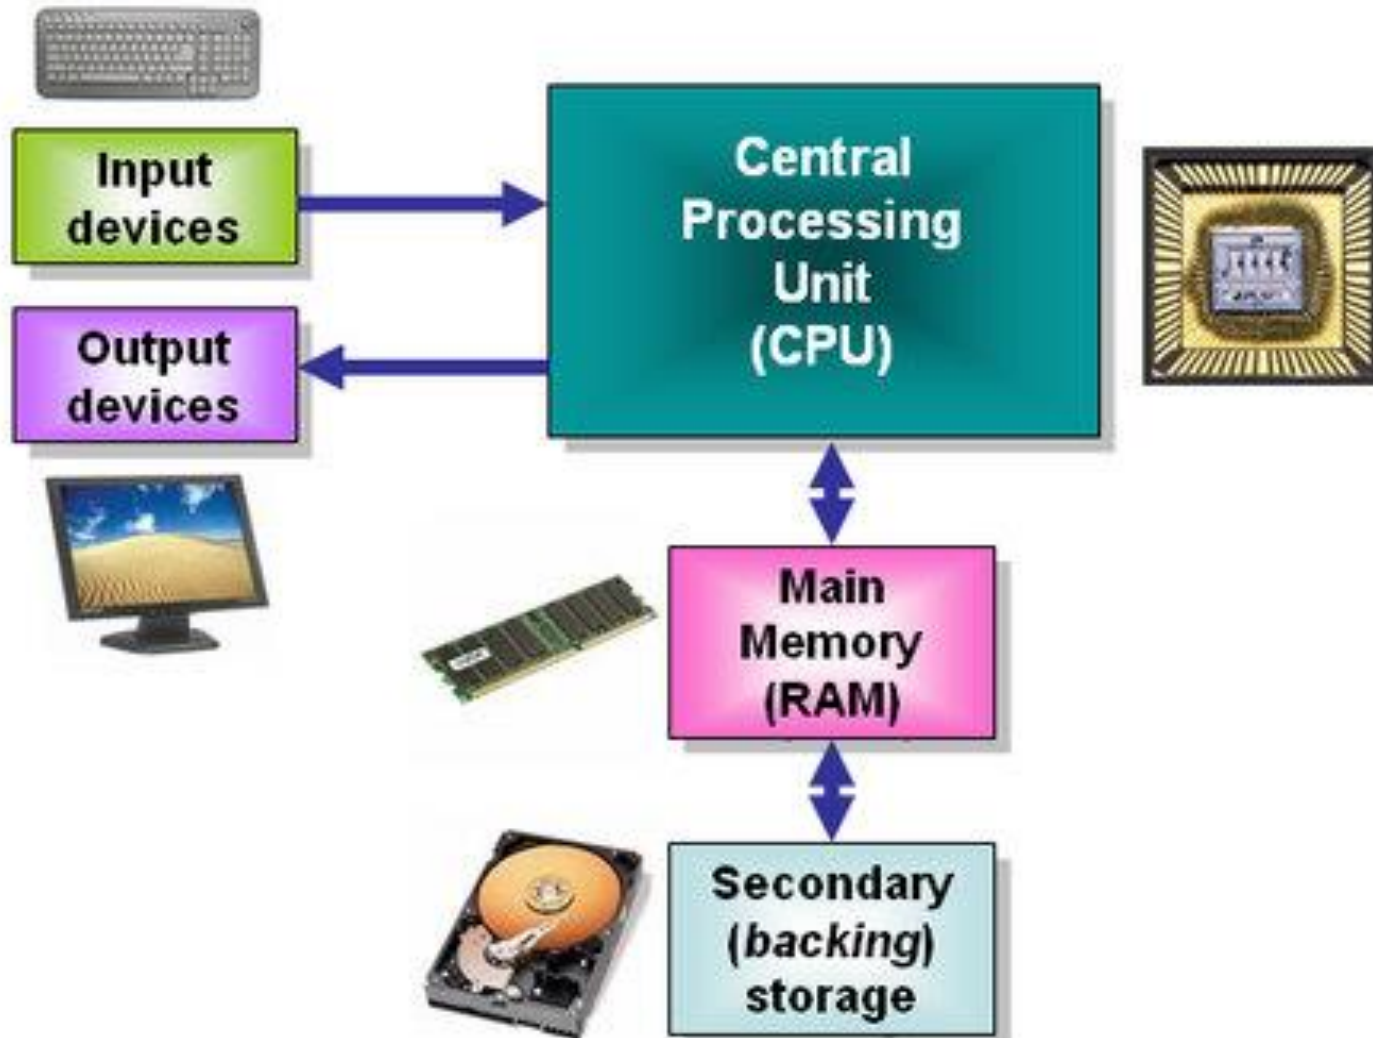 Input
devices
Central
Processing
Unit
(CPU)
Output
devices
Main
Memory
(RAM)
Secondary
(backing)
storage